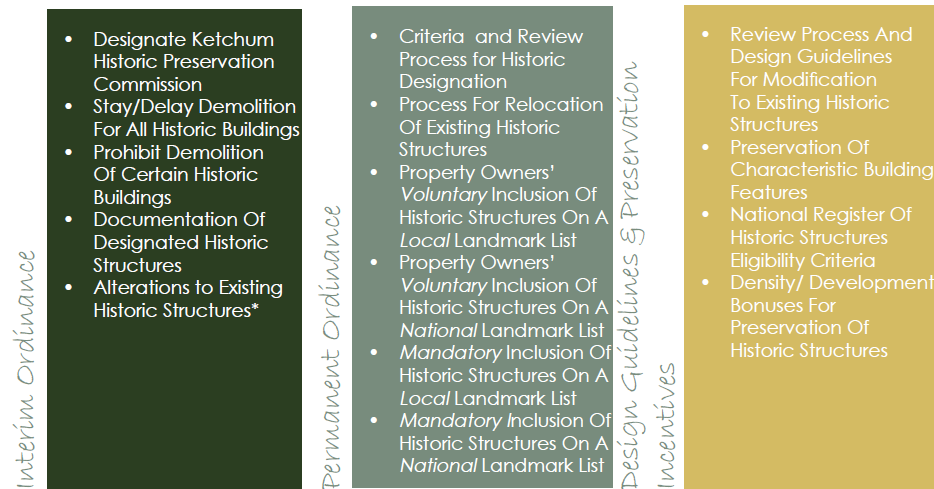 Interim Ordinance
• Designate Ketchum
Historic Preservation
Commission
• Stay/Delay Demolition
For All Historic Buildings
• Prohibit Demolition
Of Certain Historic
Buildings
• Documentation Of
Designated Historic
Structures
• Alterations to Existing
Historic Structures*
Permanent Ordinance
• Criteria and Review
Process for Historic
Designation
• Process For Relocation
Of Existing Historic
Structures
• Property Owners’
Voluntary Inclusion Of
Historic Structures On A
Local Landmark List
• Property Owners’
Voluntary Inclusion Of
Historic Structures On A
National Landmark List
• Mandatory Inclusion Of
Historic Structures On A
Local Landmark List
• Mandatory Inclusion Of
Historic Structures On A
National Landmark List
Design Guidelines & Preservation
Incentives
• Review Process And
Design Guidelines
For Modification
To Existing Historic
Structures
• Preservation Of
Characteristic Building
Features
• National Register Of
Historic Structures
Eligibility Criteria
• Density/ Development
Bonuses For
Preservation Of
Historic Structures